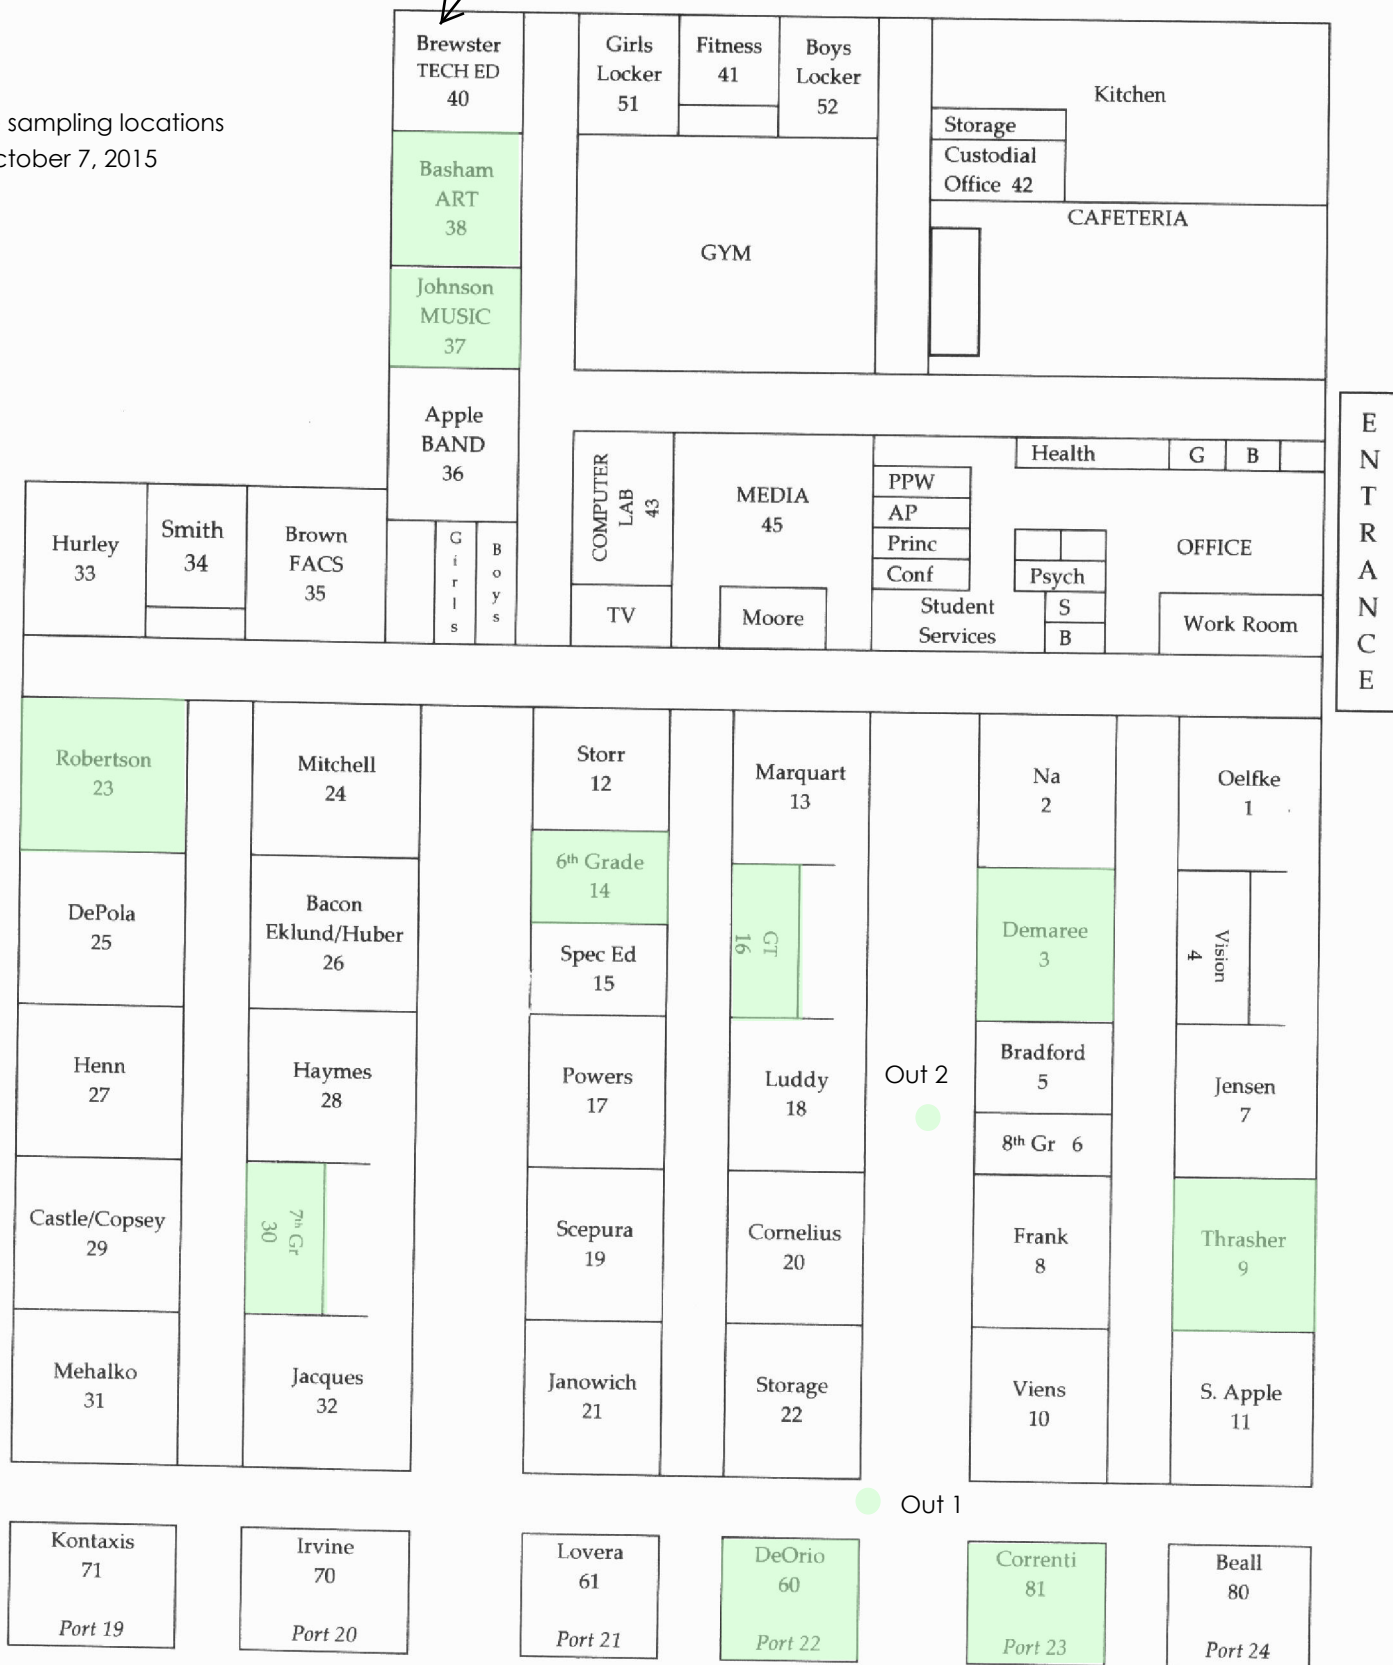 sampling locations
ctober 7, 2015
Brewster
TECH ED
40
Basham
ART
38
Johnson
MUSIC
37
Apple
BAND
36
Girls
Boys
Girls
Locker
51
Fitness
41
Boys
Locker
52
GYM
Kitchen
Storage
Custodial
Office 42
CAFETERIA
ENTRANCE
Hurley
33
Smith
34
Brown
FACS
35
COMPUTER
LAB
43
TV
MEDIA
45
Moore
PPW
AP
Princ
Conf
Student
Services
Health
G
B
Psych
S
B
OFFICE
Work Room
Robertson
23
Mitchell
24
Storr
12
Marquart
13
Na
2
Oelfke
1
DePola
25
Bacon
Eklund/Huber
26
6th Grade
14
Spec Ed
15
GT
16
Demaree
3
Vision
4
Henn
27
Haymes
28
Powers
17
Luddy
18
Out 2
Bradford
5
8th Gr 6
Jensen
7
Castle/Copsey
29
7th Gr
30
Scepura
19
Cornelius
20
Frank
8
Thrasher
9
Mehalko
31
Jacques
32
Janowich
21
Storage
22
Viens
10
S. Apple
11
Out 1
Kontaxis
71
Port 19
Irvine
70
Port 20
Lovera
61
Port 21
DeOrio
60
Port 22
Correnti
81
Port 23
Beall
80
Port 24